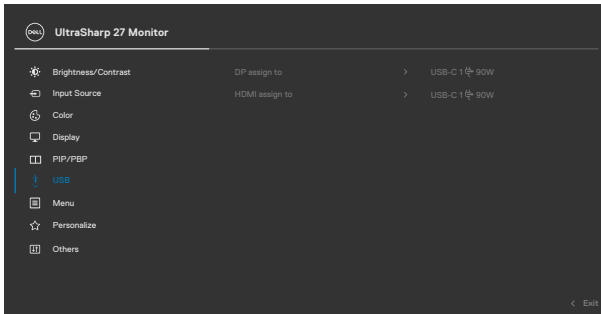 DELL UltraSharp 27 Monitor
Brightness/Contrast DP assign to > USB-C 1 90W
Input Source HDMI assign to > USB-C 1 90W
Color
Display
PIP/PBP
USB
Menu
Personalize
Others
< Exit